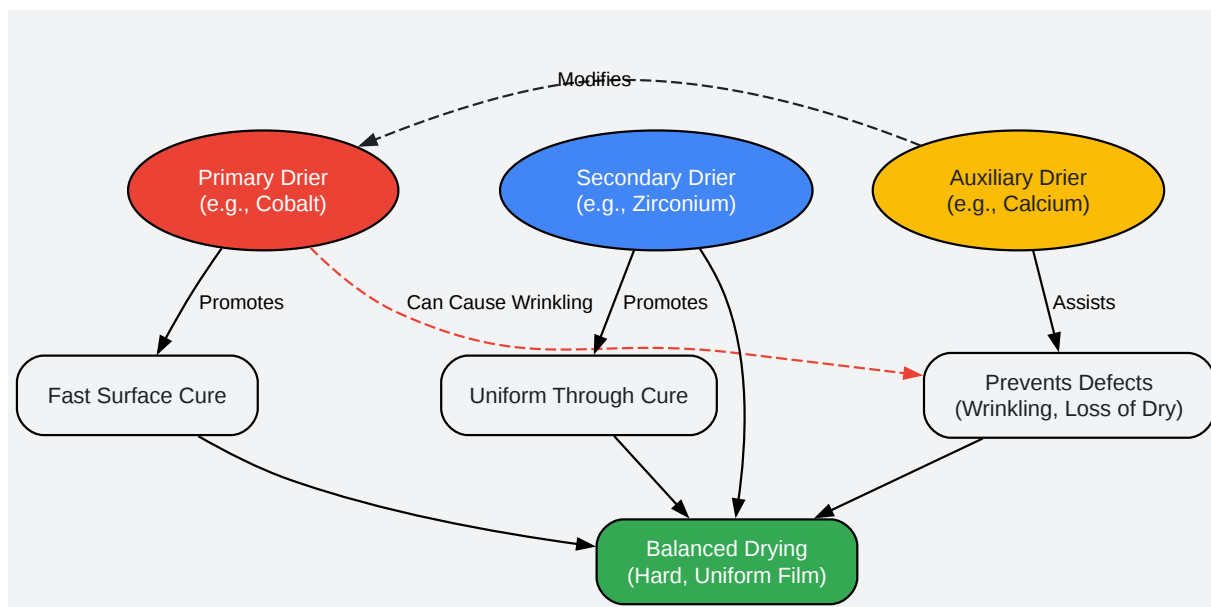 Modifies
Primary Drier
(e.g., Cobalt)
Secondary Drier
(e.g., Zirconium)
Auxiliary Drier
(e.g., Calcium)
Promotes
Can Cause Wrinkling
Promotes
Assists
Fast Surface Cure
Uniform Through Cure
Prevents Defects
(Wrinkling, Loss of Dry)
Balanced Drying
(Hard, Uniform Film)